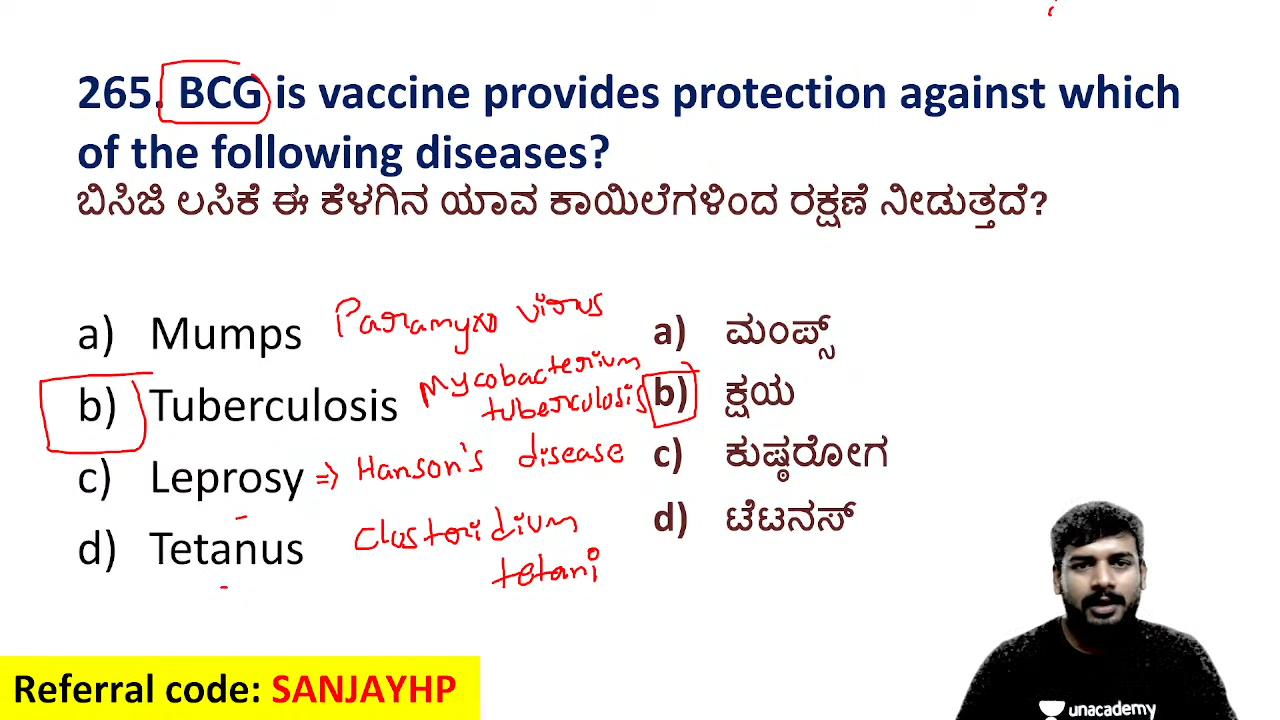 265. BCG is vaccine provides protection against which
of the following diseases?
ಬಿಸಿಜಿ ಲಸಿಕೆ ಈ ಕೆಳಗಿನ ಯಾವ ಕಾಯಿಲೆಗಳಿಂದ ರಕ್ಷಣೆ ನೀಡುತ್ತದೆ?
a) Mumps Paramyxo virus
b) Tuberculosis Mycobacterium
tuberculosis
c) Leprosy => Hanson's disease
d) Tetanus Clostoridium
tetani
a) ಮಂಪ್ಸ್
b) ಕ್ಷಯ
c) ಕುಷ್ಠರೋಗ
d) ಟೆಟನಸ್
Referral code: SANJAYHP
unacademy